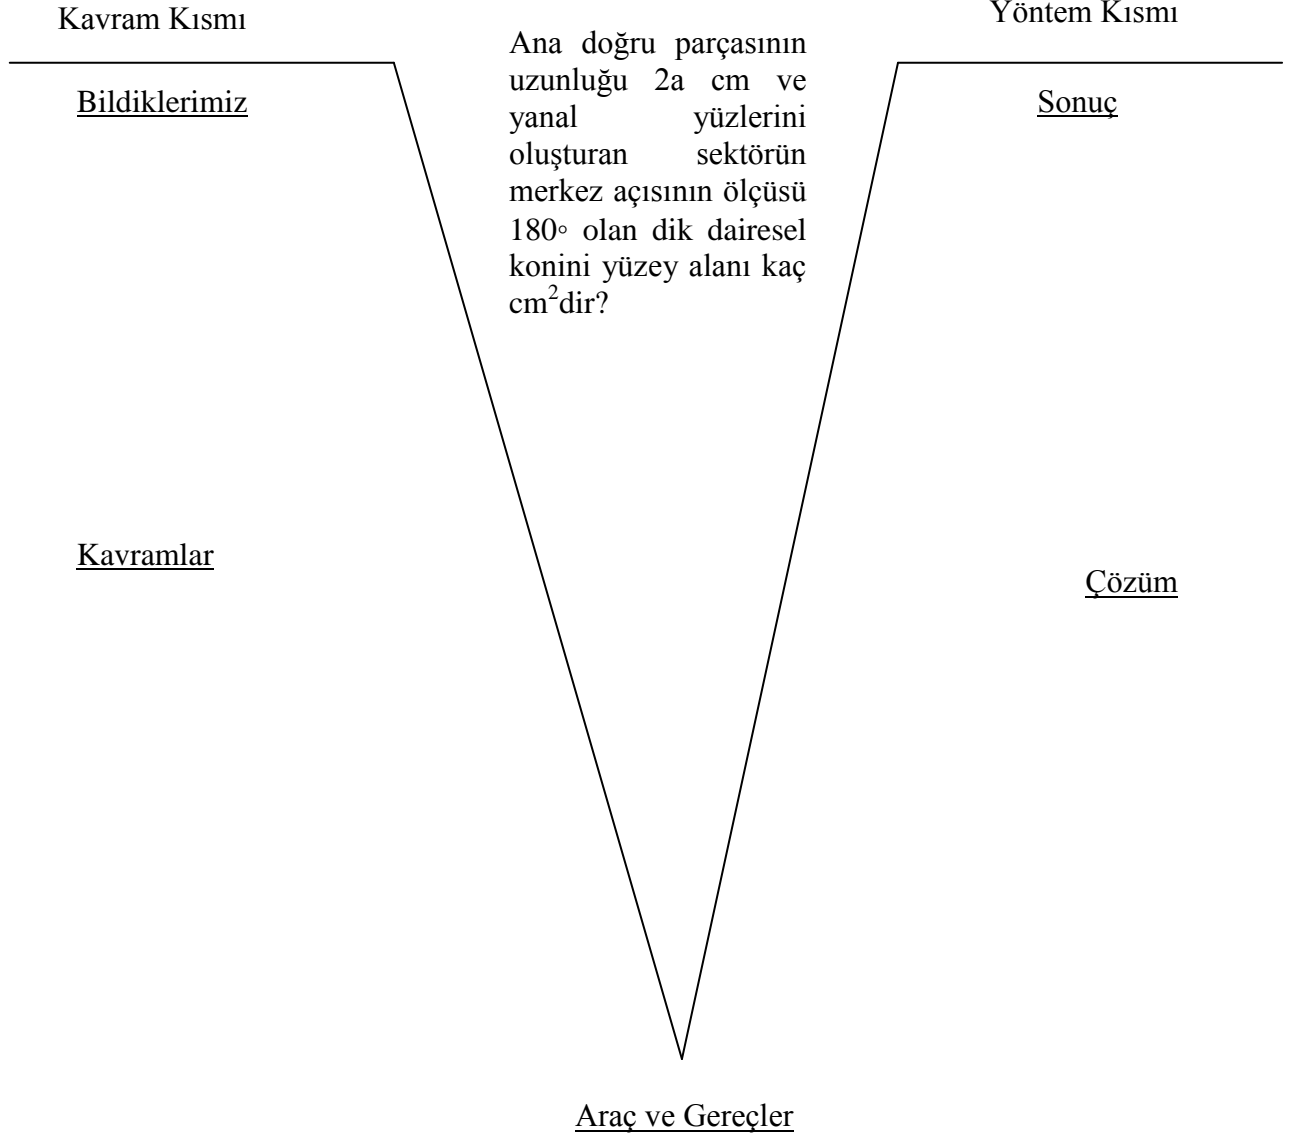 Kavram Kısmı
Yöntem Kısmı
Ana doğru parçasının
uzunluğu 2a cm ve
yanal yüzlerini
oluşturan sektörün
merkez açısının ölçüsü
180◦ olan dik dairesel
konini yüzey alanı kaç
cm²dir?
Bildiklerimiz
Sonuç
Kavramlar
Çözüm
Araç ve Gereçler